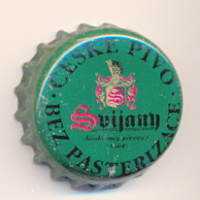 · ČESKÉ PIVO ·
Svijany
BEZ PASTERIZACE